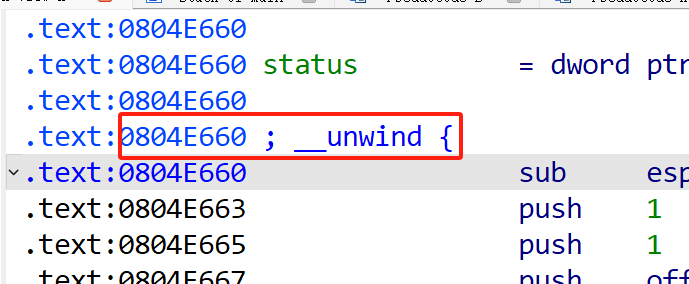 .text:0804E660
.text:0804E660 status = dword ptr
.text:0804E660
.text:0804E660 ; __unwind {
.text:0804E660 sub esp
.text:0804E663 push 1
.text:0804E665 push 1
.text:0804E667 push off